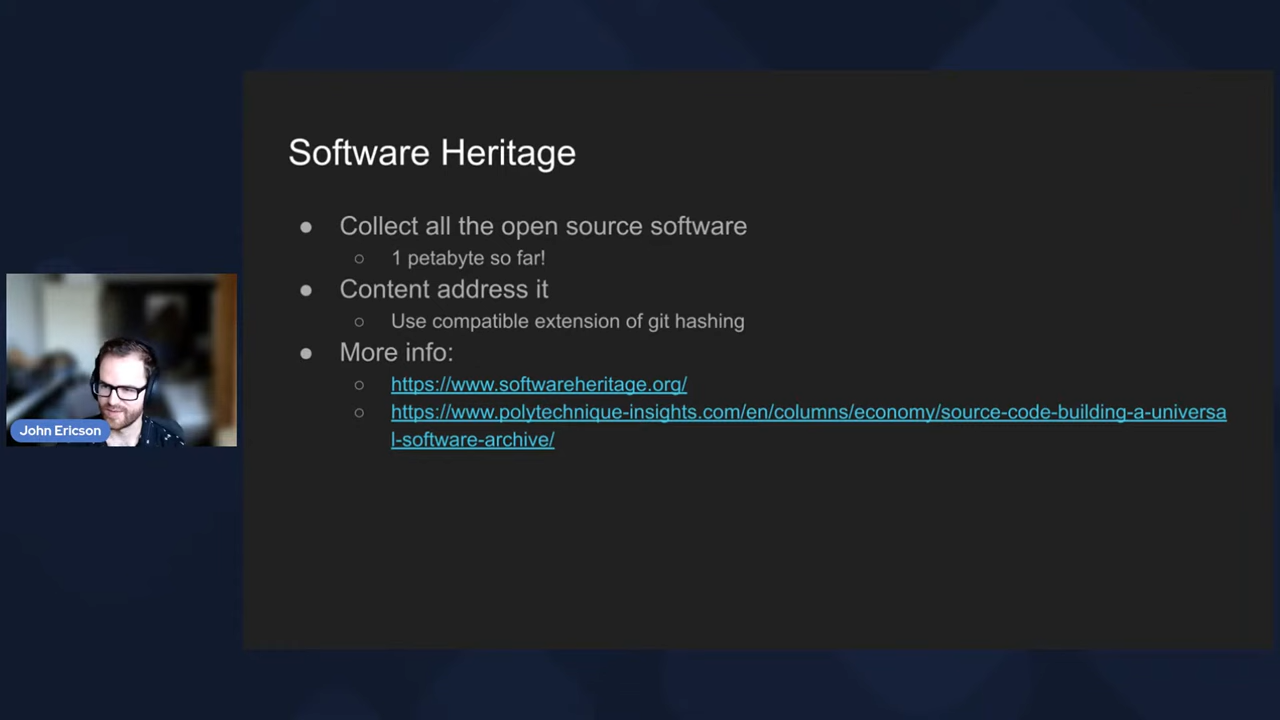 Software Heritage
● Collect all the open source software
○ 1 petabyte so far!
● Content address it
○ Use compatible extension of git hashing
● More info:
○ https://www.softwareheritage.org/
○ https://www.polytechnique-insights.com/en/columns/economy/source-code-building-a-universa
l-software-archive/
John Ericson